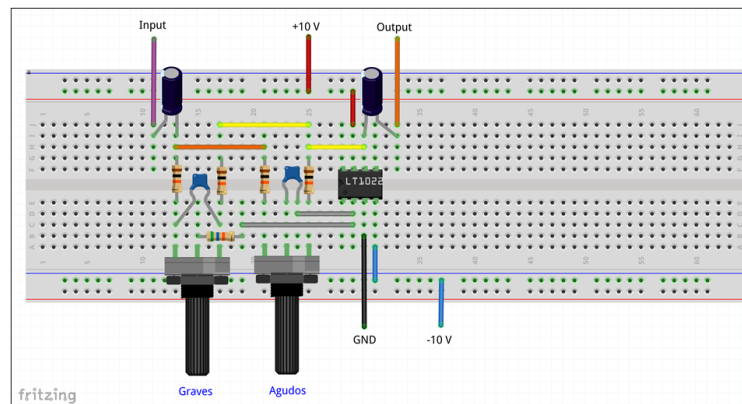 Input
+10 V
Output
LT1022
GND
-10 V
Graves
Agudos
fritzing